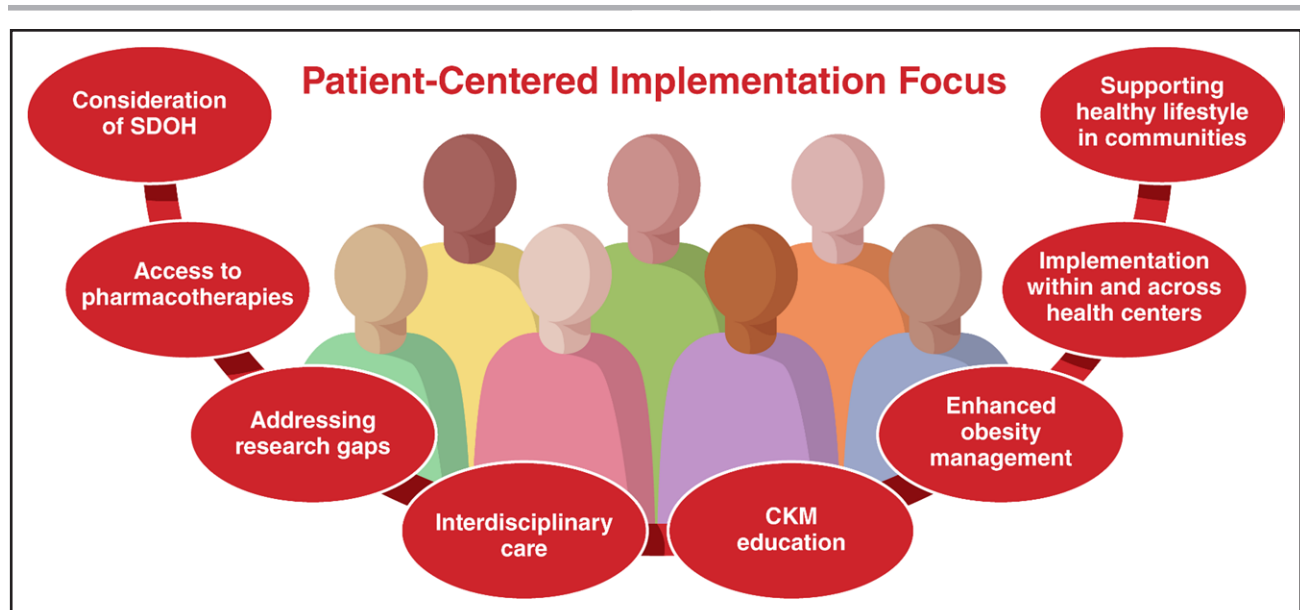 Patient-Centered Implementation Focus
Consideration
of SDOH
Access to
pharmacotherapies
Addressing
research gaps
Interdisciplinary
care
CKM
education
Enhanced
obesity
management
Implementation
within and across
health centers
Supporting
healthy lifestyle
in communities